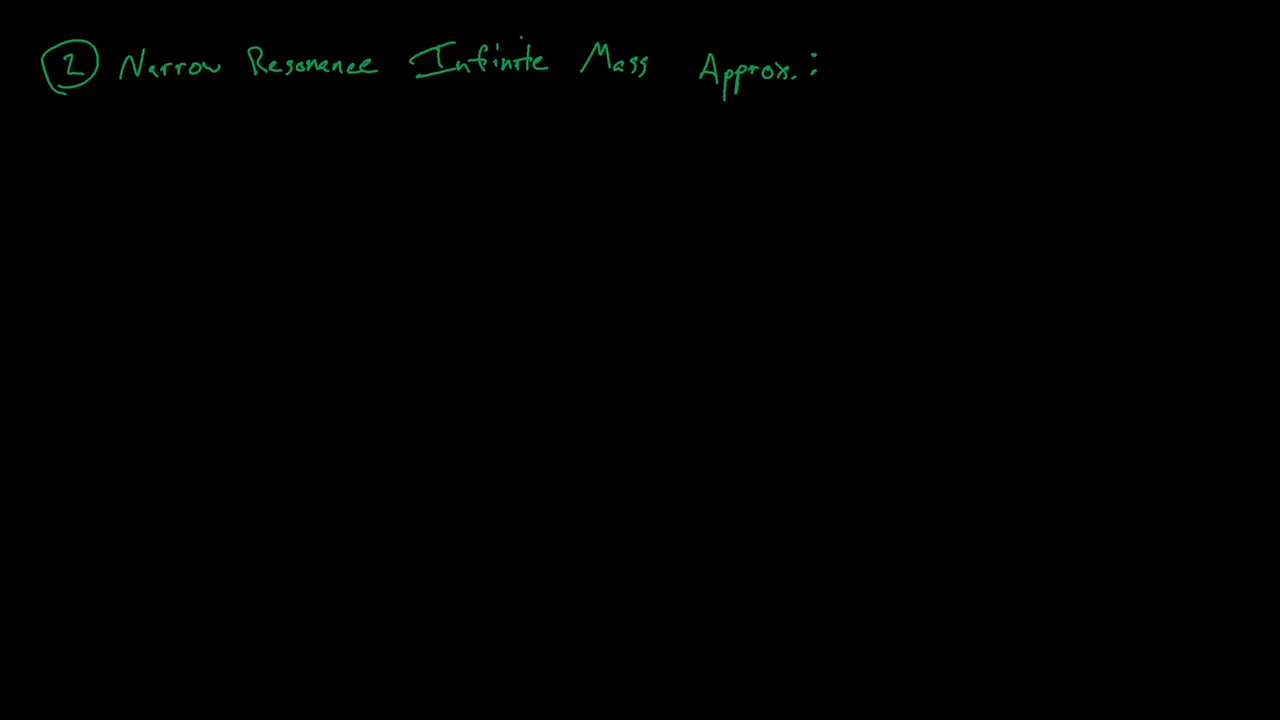 ② Narrow Resonance Infinite Mass Approx. :